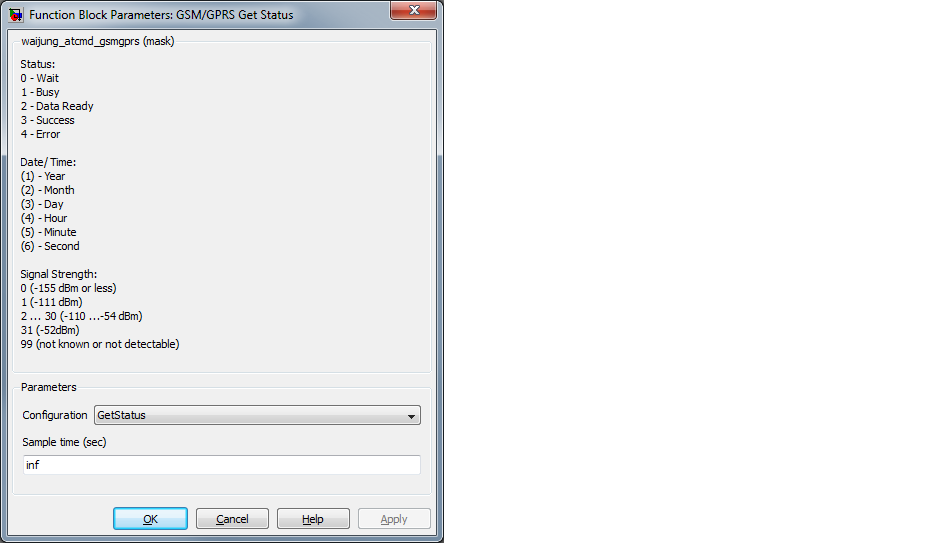 Function Block Parameters: GSM/GPRS Get Status
waijung_atcmd_gsmgprs (mask)
Status:
0 - Wait
1 - Busy
2 - Data Ready
3 - Success
4 - Error
Date/Time:
(1) - Year
(2) - Month
(3) - Day
(4) - Hour
(5) - Minute
(6) - Second
Signal Strength:
0 (-155 dBm or less)
1 (-111 dBm)
2 ... 30 (-110 ...-54 dBm)
31 (-52dBm)
99 (not known or not detectable)
Parameters
Configuration GetStatus
Sample time (sec)
inf
OK Cancel Help Apply